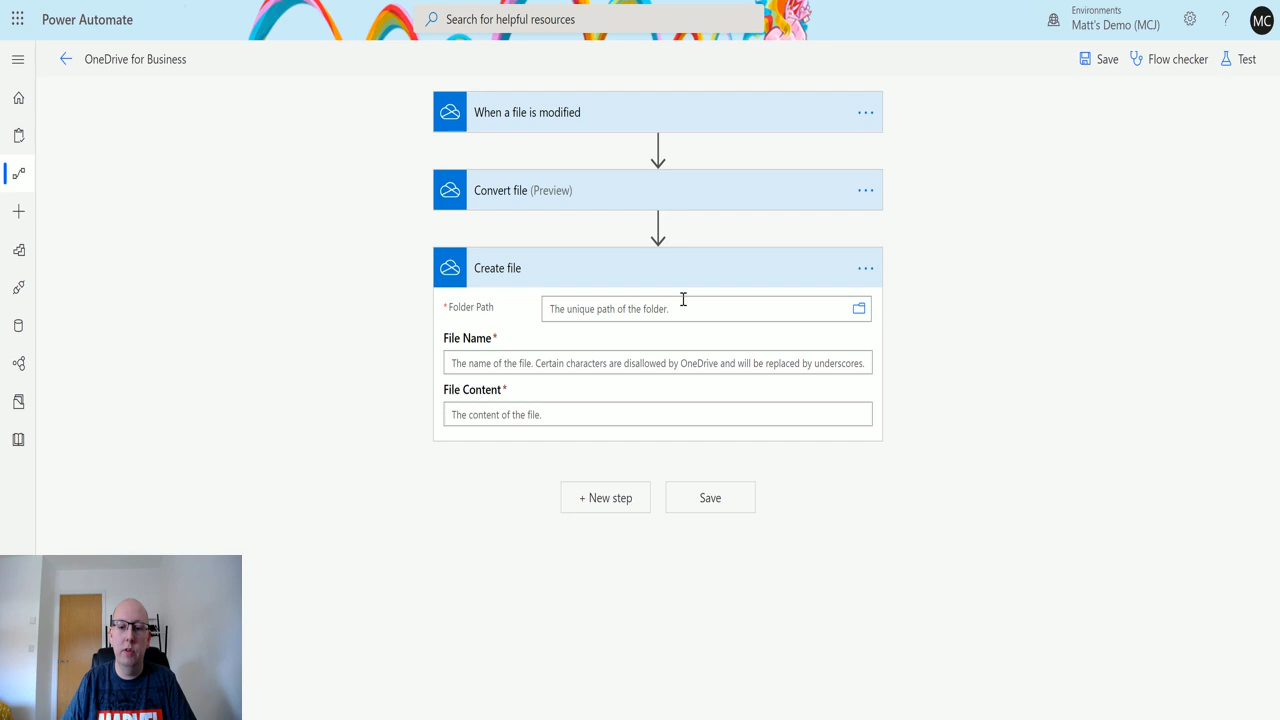 Power Automate
Search for helpful resources
Environments
Matt's Demo (MCJ)
MC
OneDrive for Business
Save
Flow checker
Test
When a file is modified
Convert file (Preview)
Create file
* Folder Path
The unique path of the folder.
File Name *
The name of the file. Certain characters are disallowed by OneDrive and will be replaced by underscores.
File Content *
The content of the file.
+ New step
Save
MARVEL